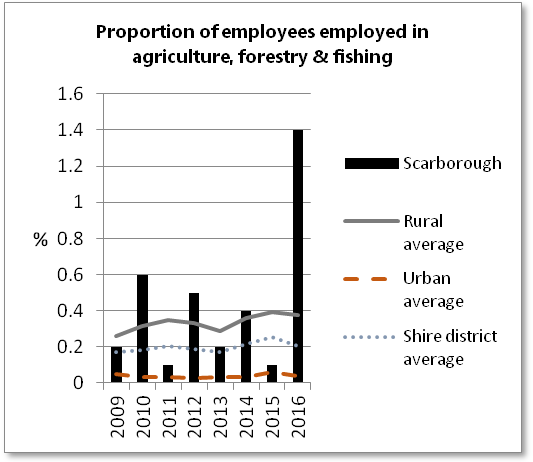 Proportion of employees employed in
agriculture, forestry & fishing
1.6
1.4
1.2
1
0.8
0.6
0.4
0.2
0
%
2009
2010
2011
2012
2013
2014
2015
2016
Scarborough
Rural
average
Urban
average
Shire district
average